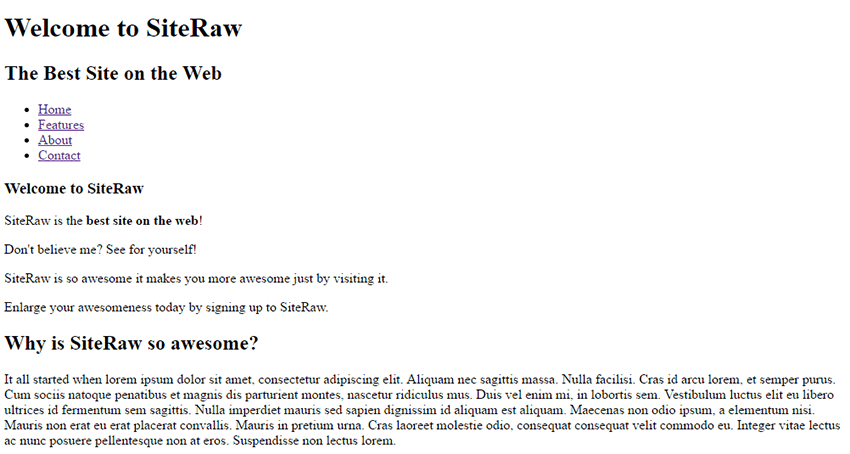 Welcome to SiteRaw
The Best Site on the Web
Home
Features
About
Contact
Welcome to SiteRaw
SiteRaw is the best site on the web!
Don't believe me? See for yourself!
SiteRaw is so awesome it makes you more awesome just by visiting it.
Enlarge your awesomeness today by signing up to SiteRaw.
Why is SiteRaw so awesome?
It all started when lorem ipsum dolor sit amet, consectetur adipiscing elit. Aliquam nec sagittis massa. Nulla facilisi. Cras id arcu lorem, et semper purus.
Cum sociis natoque penatibus et magnis dis parturient montes, nascetur ridiculus mus. Duis vel enim mi, in lobortis sem. Vestibulum luctus elit eu libero
ultrices id fermentum sem sagittis. Nulla imperdiet mauris sed sapien dignissim id aliquam est aliquam. Maecenas non odio ipsum, a elementum nisi.
Mauris non erat eu erat placerat convallis. Mauris in pretium urna. Cras laoreet molestie odio, consequat consequat velit commodo eu. Integer vitae lectus
ac nunc posuere pellentesque non at eros. Suspendisse non lectus lorem.